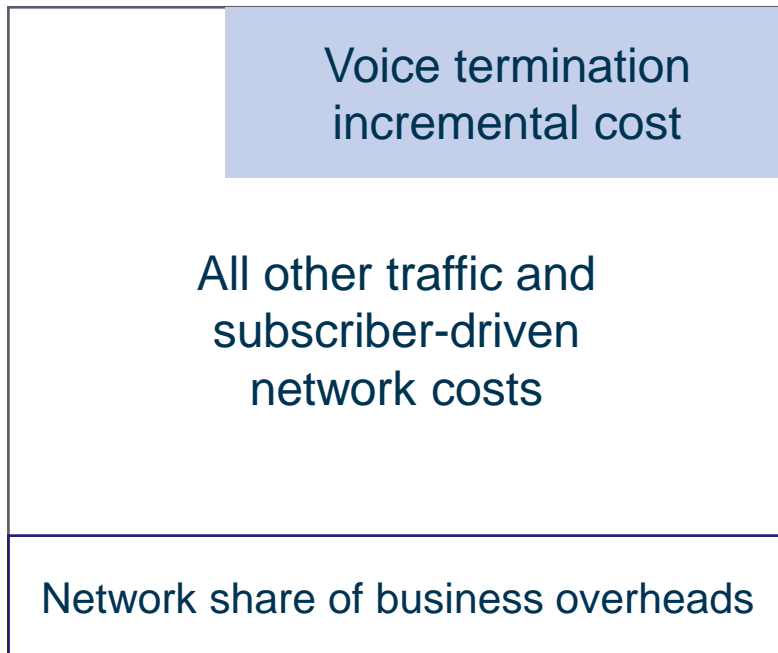 Voice termination
incremental cost
All other traffic and
subscriber-driven
network costs
Network share of business overheads